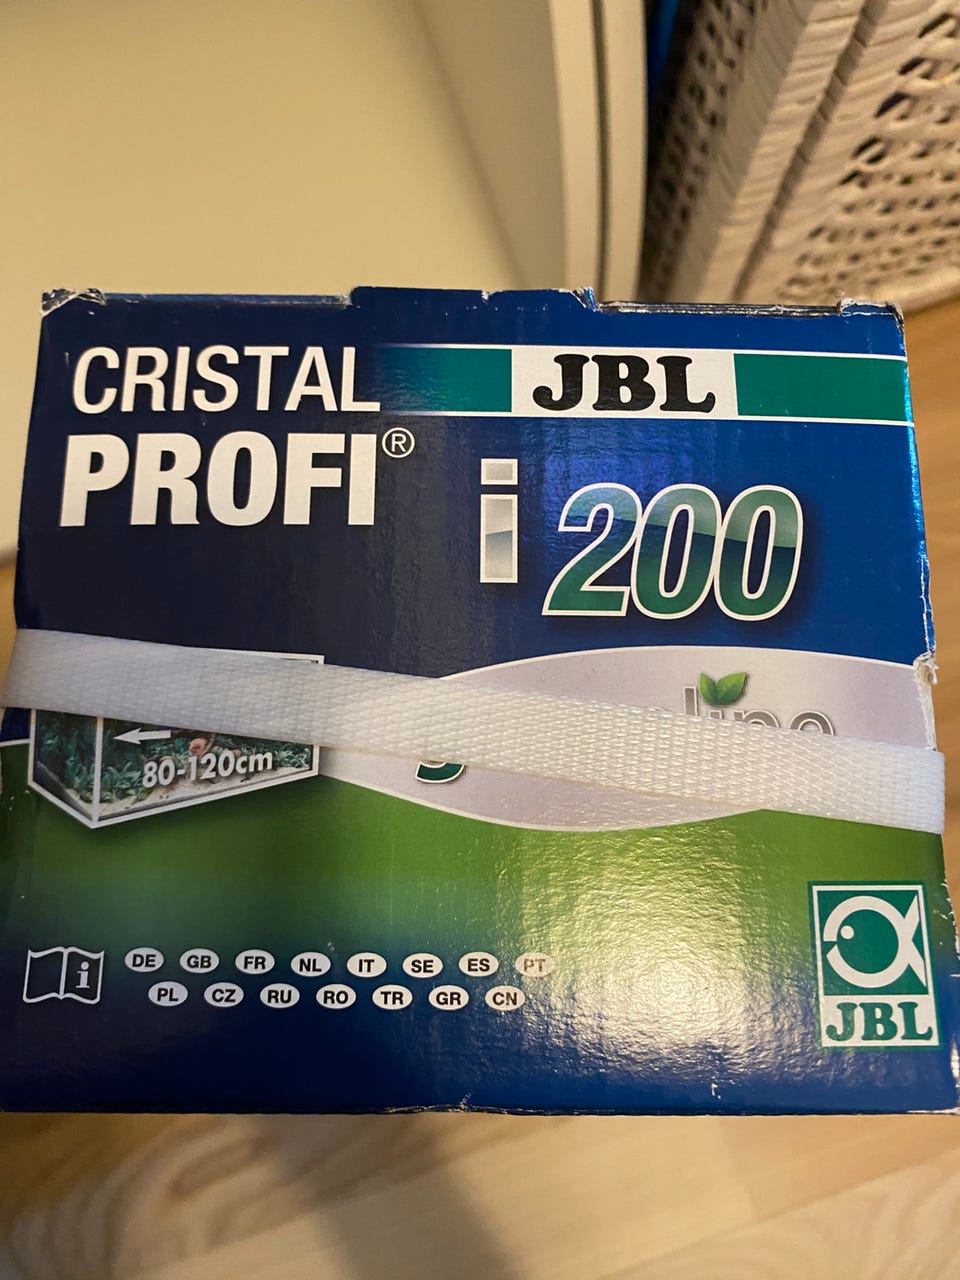 CRISTAL
PROFI®
JBL
i 200
80-120cm
i
DE GB FR NL IT SE ES PT
PL CZ RU RO TR GR CN
JBL